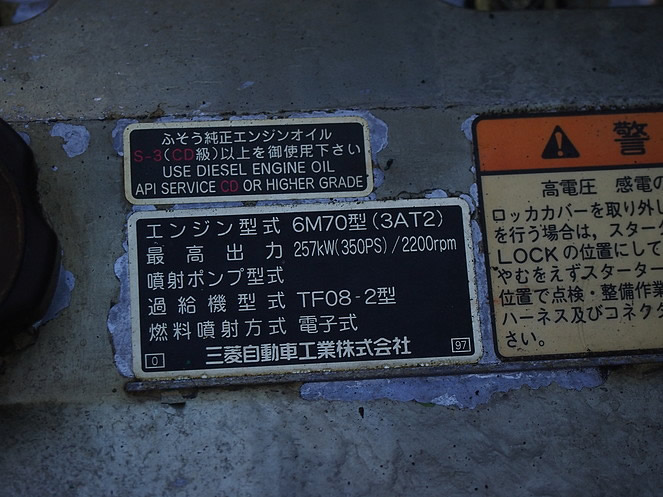 ふそう純正エンジンオイル
S-3(CD級)以上を御使用下さい
USE DIESEL ENGINE OIL
API SERVICE CD OR HIGHER GRADE
エンジン型式 6M70型(3AT2)
最高出力 257kW(350PS)/2200rpm
噴射ポンプ型式
過給機型式 TF08-2型
燃料噴射方式 電子式
0 三菱自動車工業株式会社 97
警
高電圧 感電の
ロッカカバーを取り外し
を行う場合は,スター
LOCKの位置にして
やむをえずスターター
位置で点検・整備作業
ハーネス及びコネク
さい。